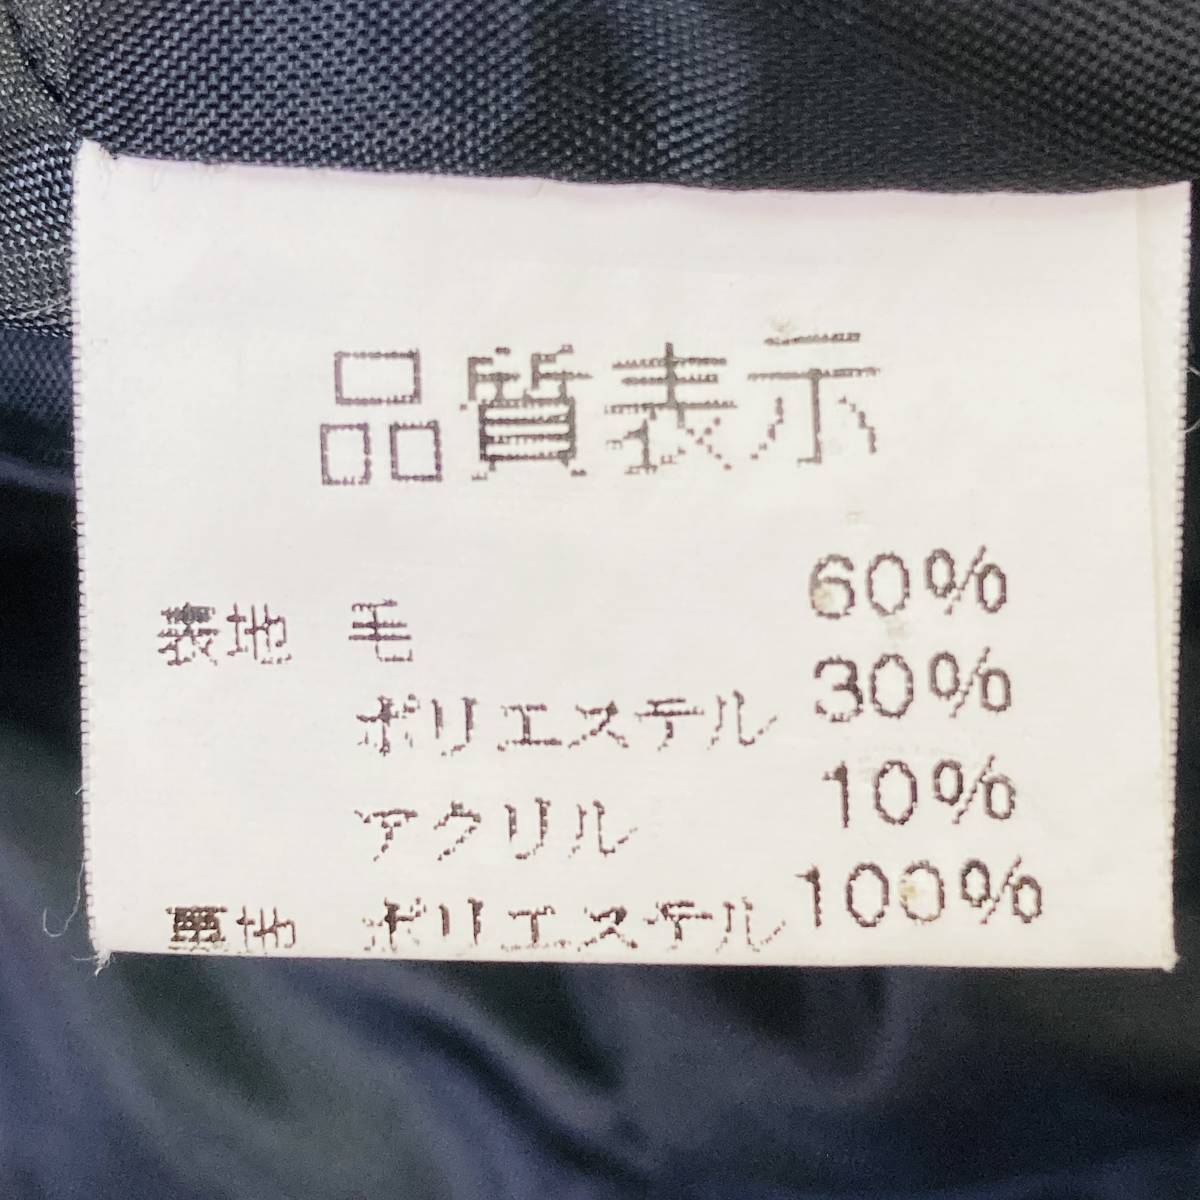 品質表示
表地 毛 60%
ポリエステル 30%
アクリル 10%
裏地 ポリエステル 100%